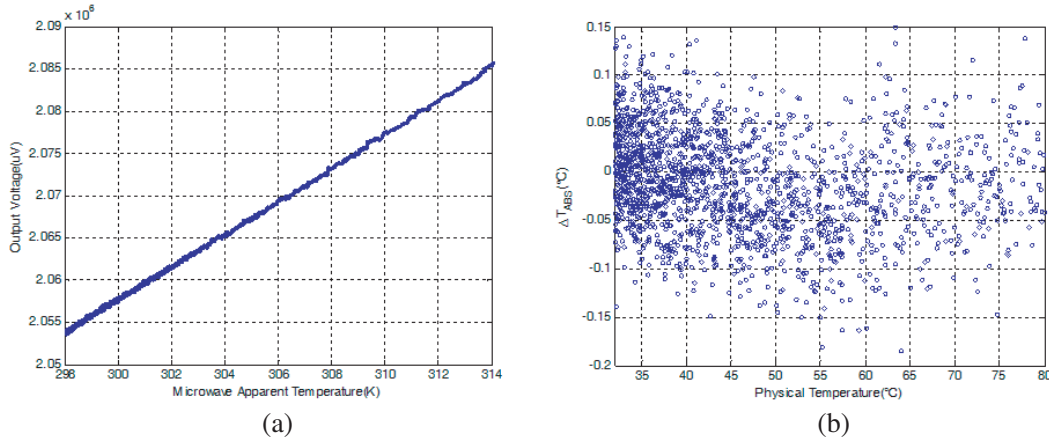 x 10⁶
2.09
2.085
2.08
2.075
2.07
2.065
2.06
2.055
2.05
Output Voltage(uV)
298 300 302 304 306 308 310 312 314
Microwave Apparent Temperature(K)
(a)
0.15
0.1
0.05
0
-0.05
-0.1
-0.15
-0.2
Δ T_ABS (°C)
35 40 45 50 55 60 65 70 75 80
Physical Temperature(°C)
(b)